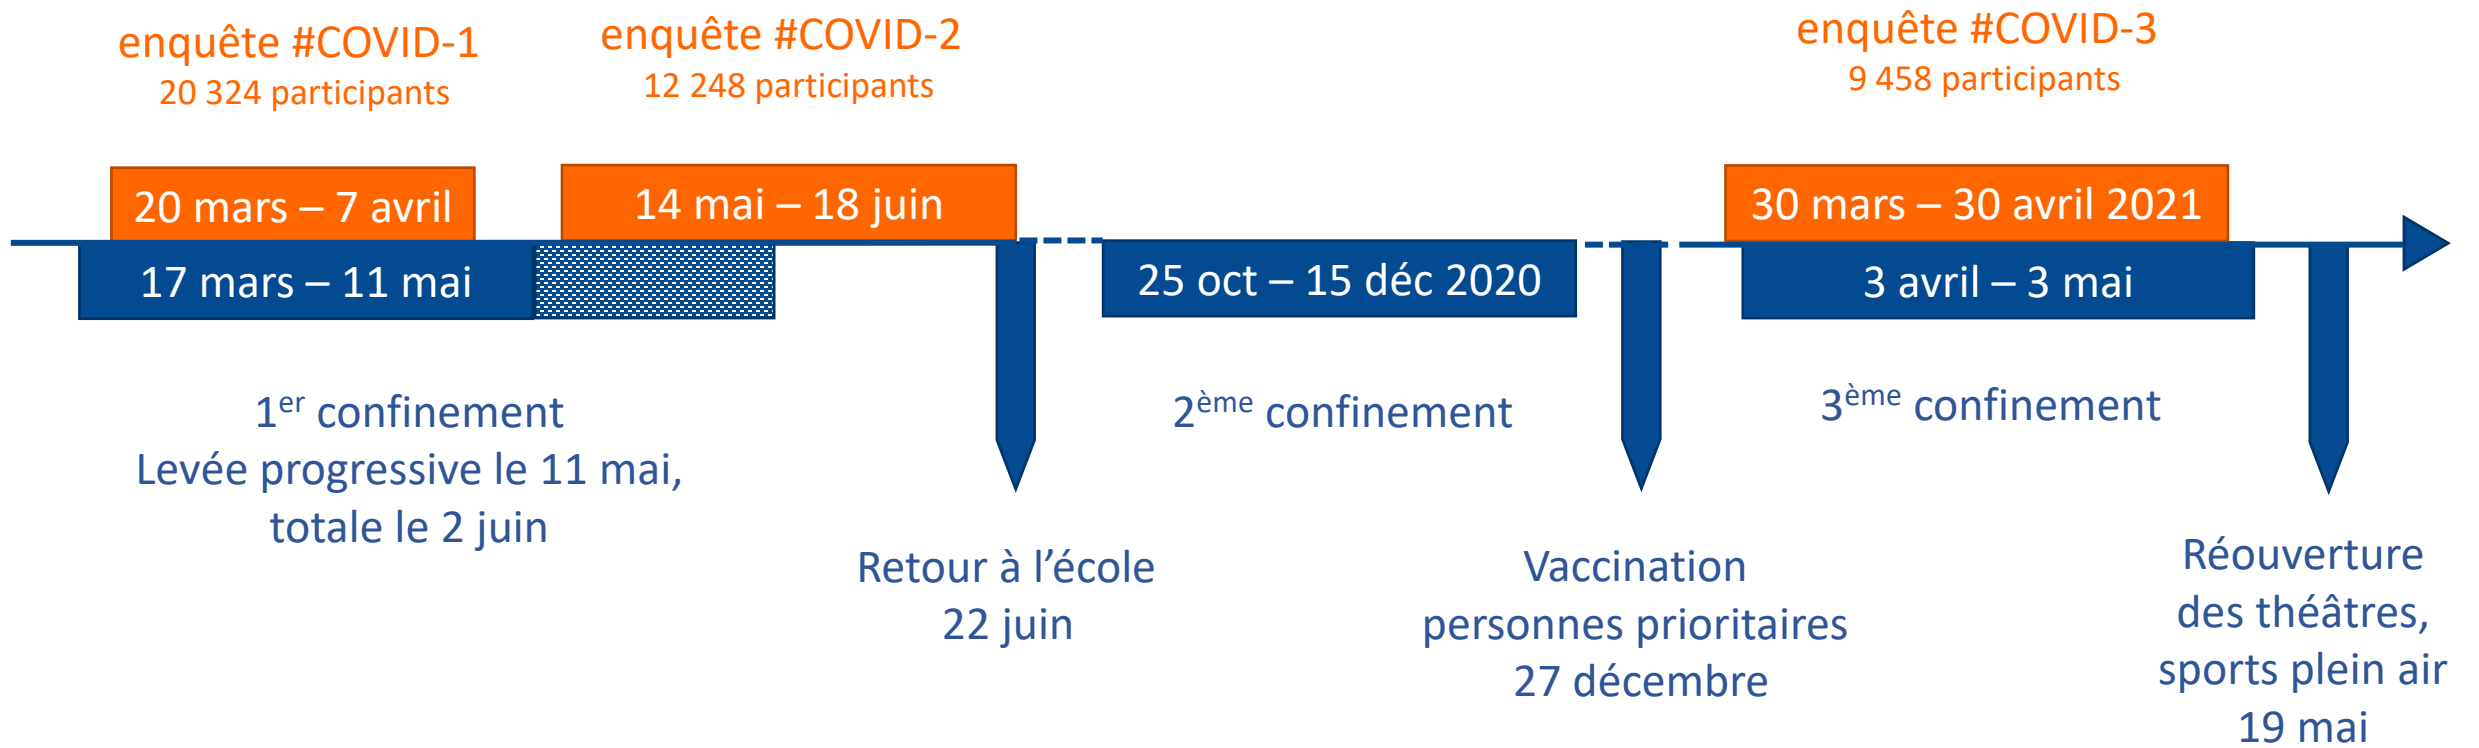 enquête #COVID-1
20 324 participants
enquête #COVID-2
12 248 participants
enquête #COVID-3
9 458 participants
20 mars – 7 avril
14 mai – 18 juin
30 mars – 30 avril 2021
17 mars – 11 mai
25 oct – 15 déc 2020
3 avril – 3 mai
1er confinement
Levée progressive le 11 mai,
totale le 2 juin
2ème confinement
3ème confinement
Retour à l’école
22 juin
Vaccination
personnes prioritaires
27 décembre
Réouverture
des théâtres,
sports plein air
19 mai